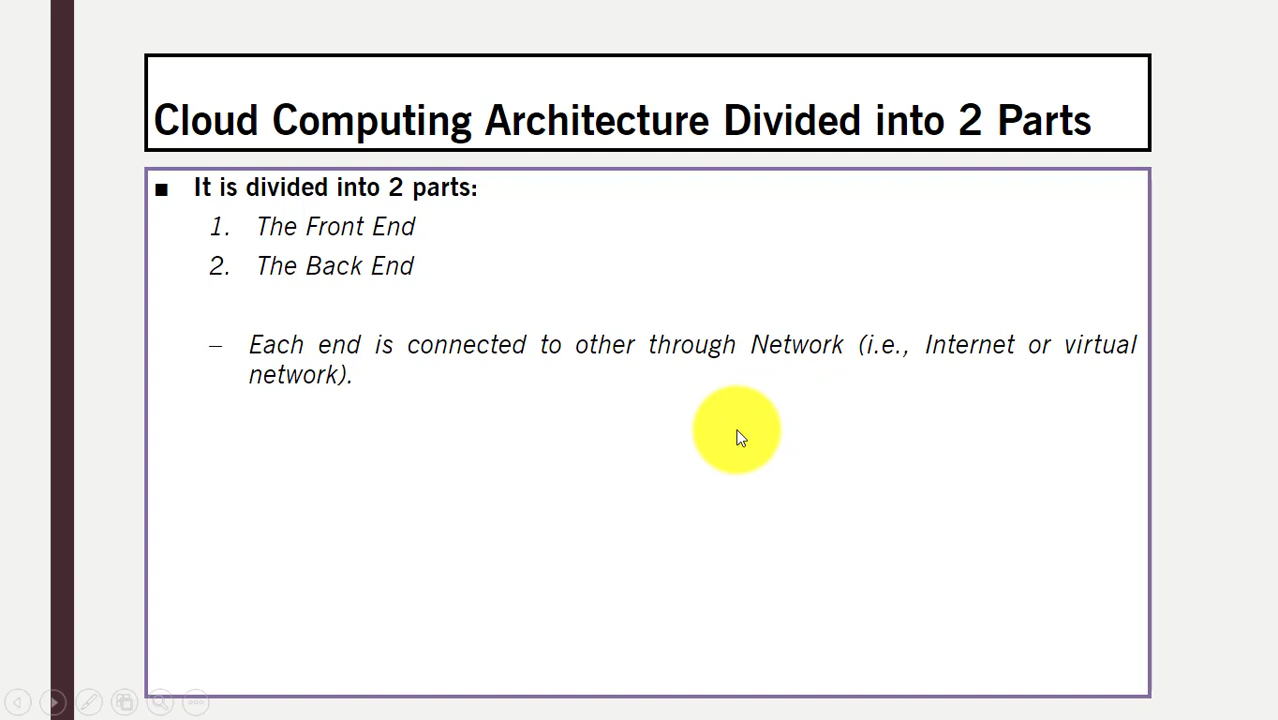 Cloud Computing Architecture Divided into 2 Parts
■ It is divided into 2 parts:
1. The Front End
2. The Back End
– Each end is connected to other through Network (i.e., Internet or virtual
network).